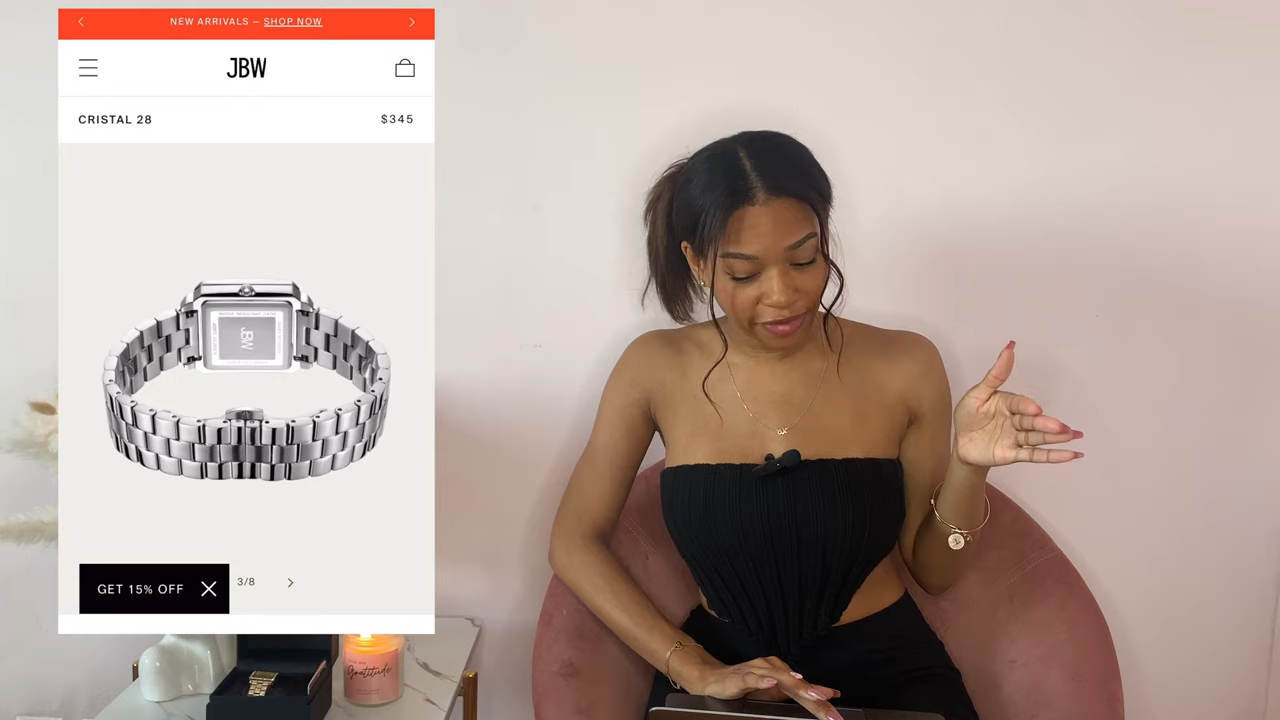 NEW ARRIVALS — SHOP NOW
JBW
CRISTAL 28
$345
JBW
GET 15% OFF
3/8
Gratitude